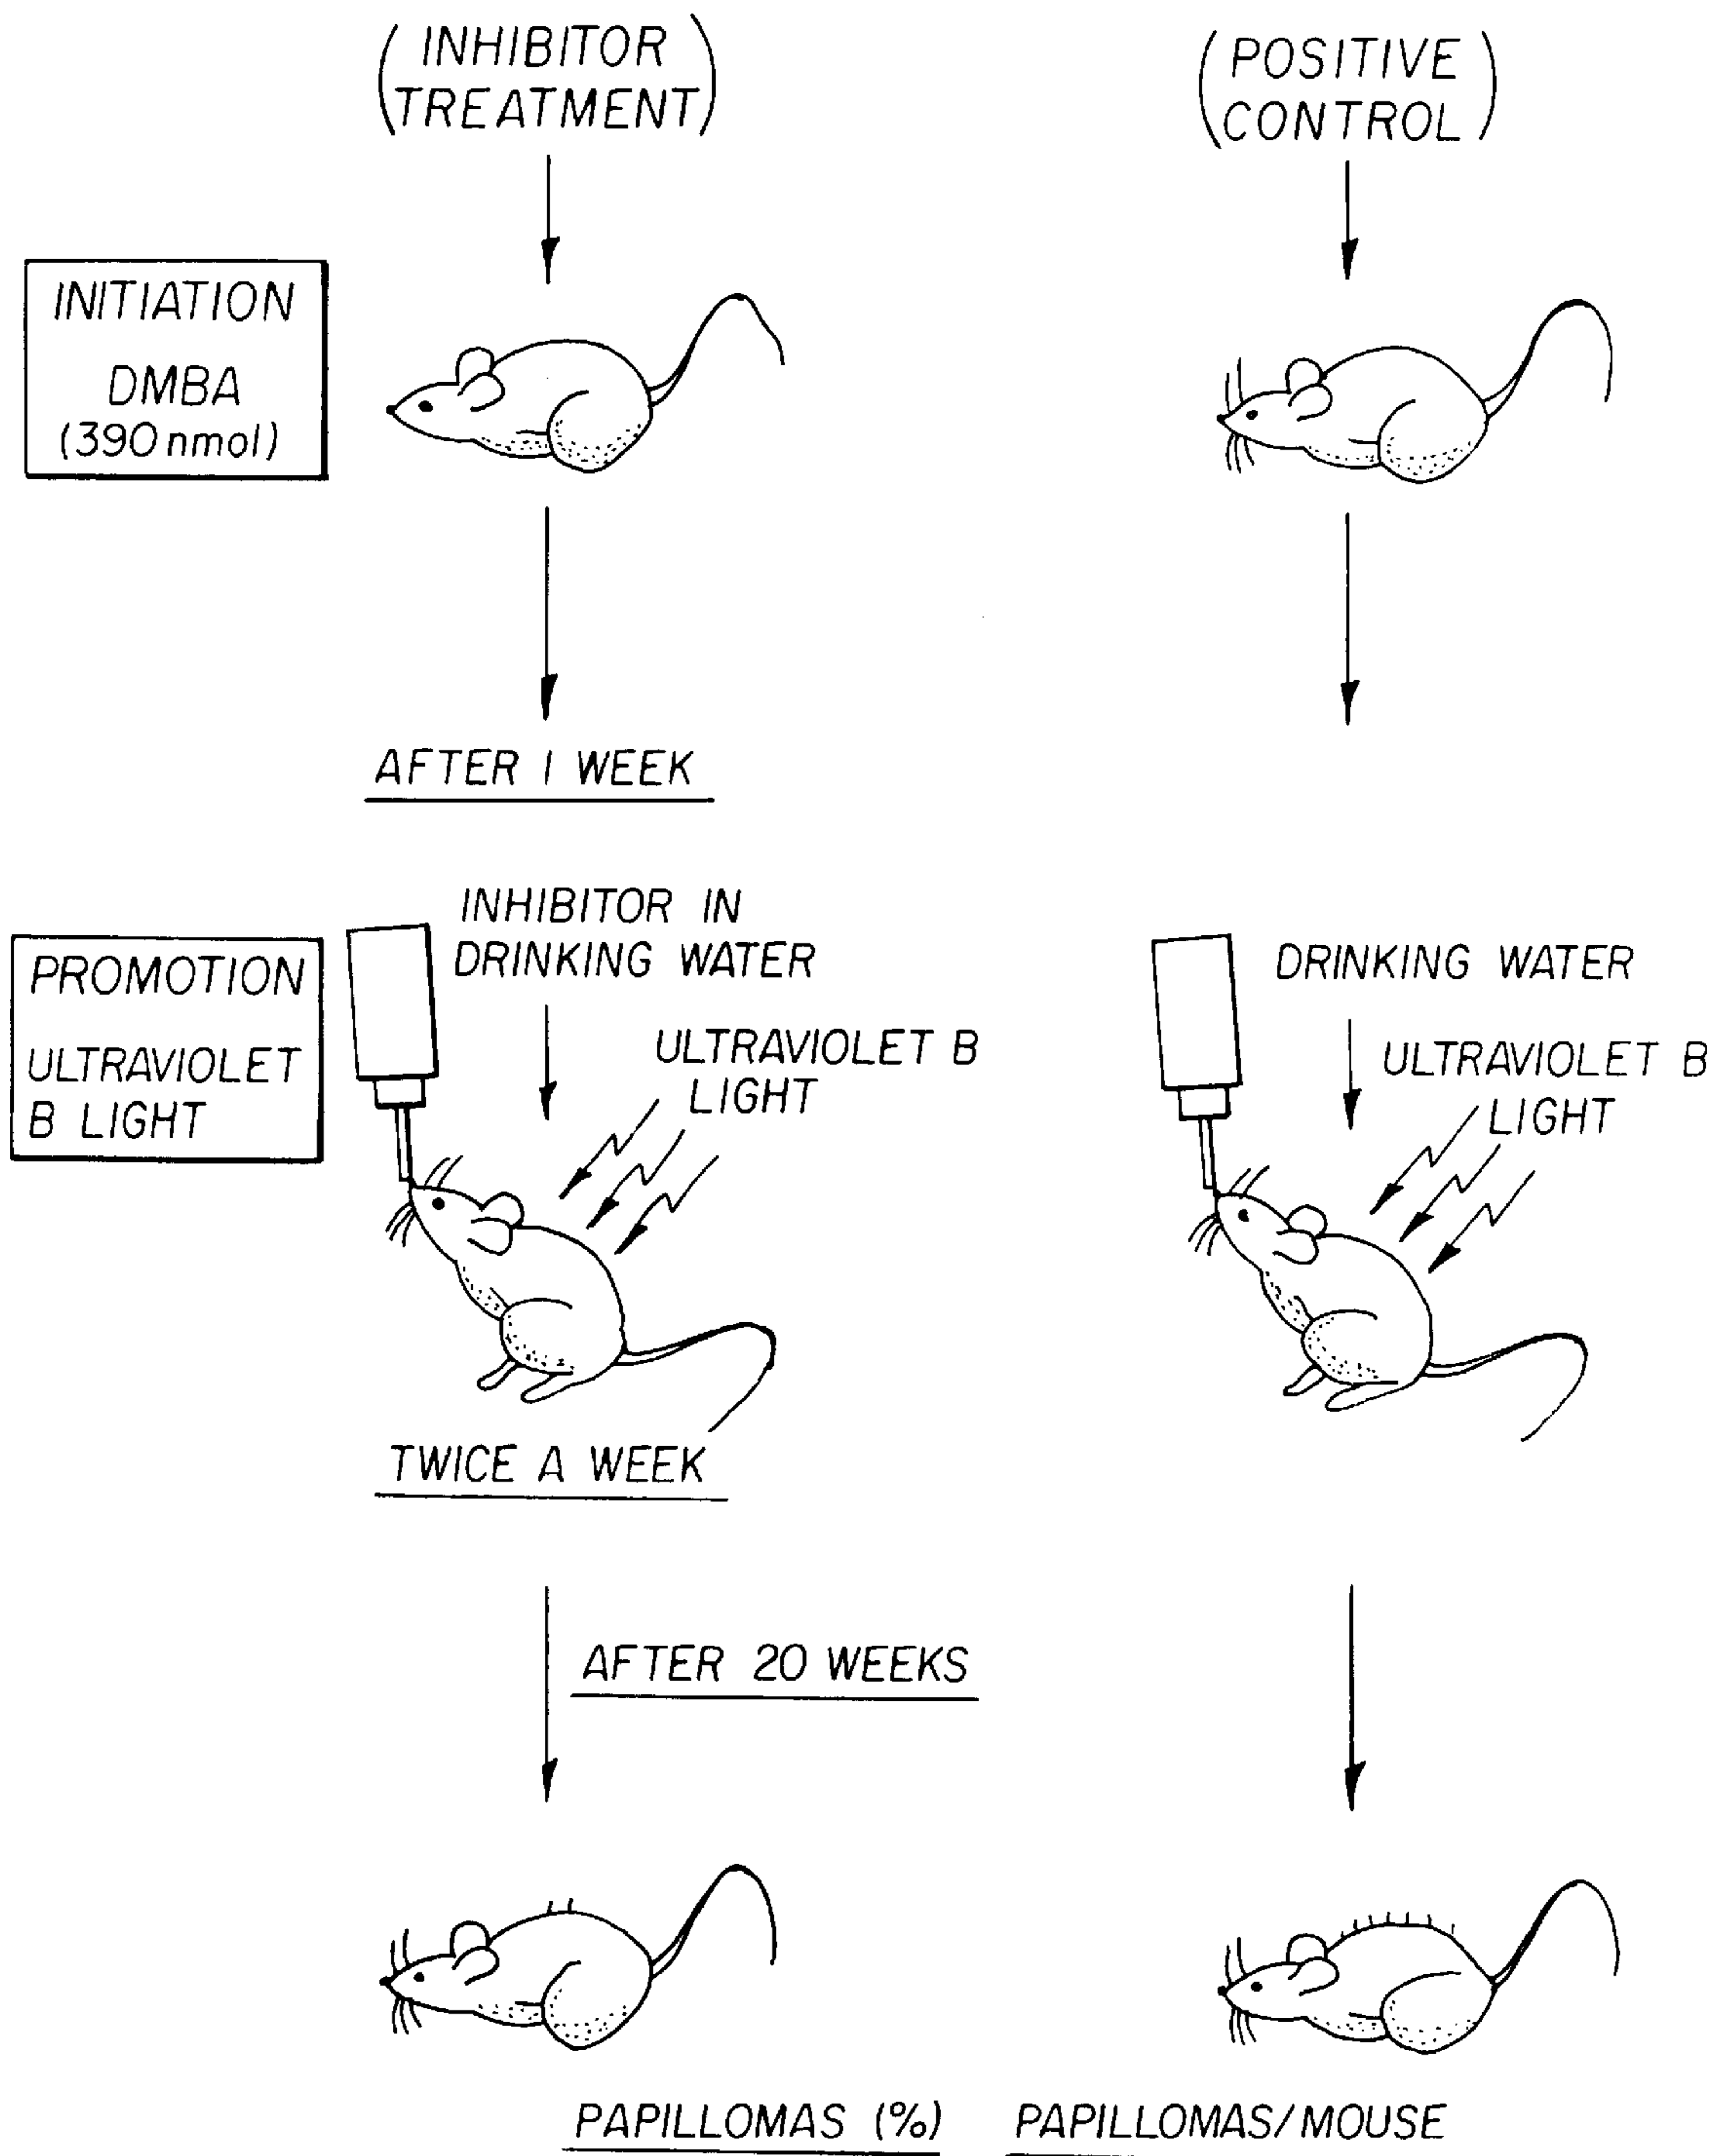 (INHIBITOR
TREATMENT)
(POSITIVE
CONTROL)
INITIATION
DMBA
(390 nmol)
AFTER 1 WEEK
PROMOTION
ULTRAVIOLET
B LIGHT
INHIBITOR IN
DRINKING WATER
ULTRAVIOLET B
LIGHT
DRINKING WATER
ULTRAVIOLET B
LIGHT
TWICE A WEEK
AFTER 20 WEEKS
PAPILLOMAS (%)
PAPILLOMAS/MOUSE